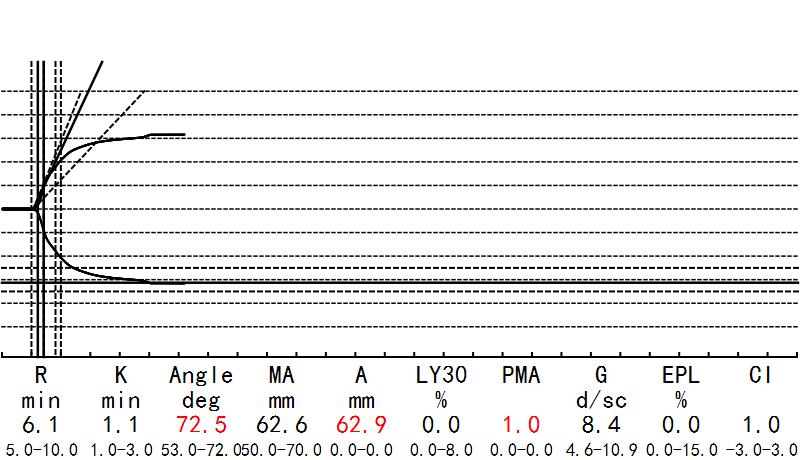 R K Angle MA A LY30 PMA G EPL CI
min min deg mm mm % d/sc %
6.1 1.1 72.5 62.6 62.9 0.0 1.0 8.4 0.0 1.0
5.0-10.0 1.0-3.0 53.0-72.0 50.0-70.0 0.0-0.0 0.0-8.0 0.0-0.0 4.6-10.9 0.0-15.0 -3.0-3.0